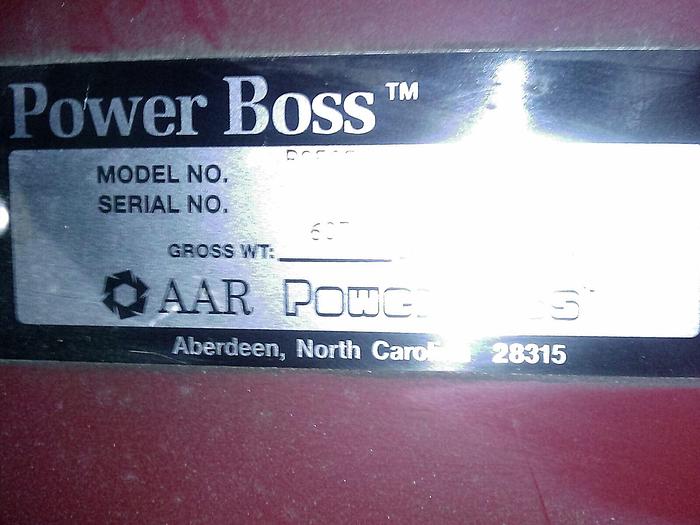 Power Boss™
MODEL NO.
SERIAL NO.
GROSS WT:
AAR
Aberdeen, North 28315